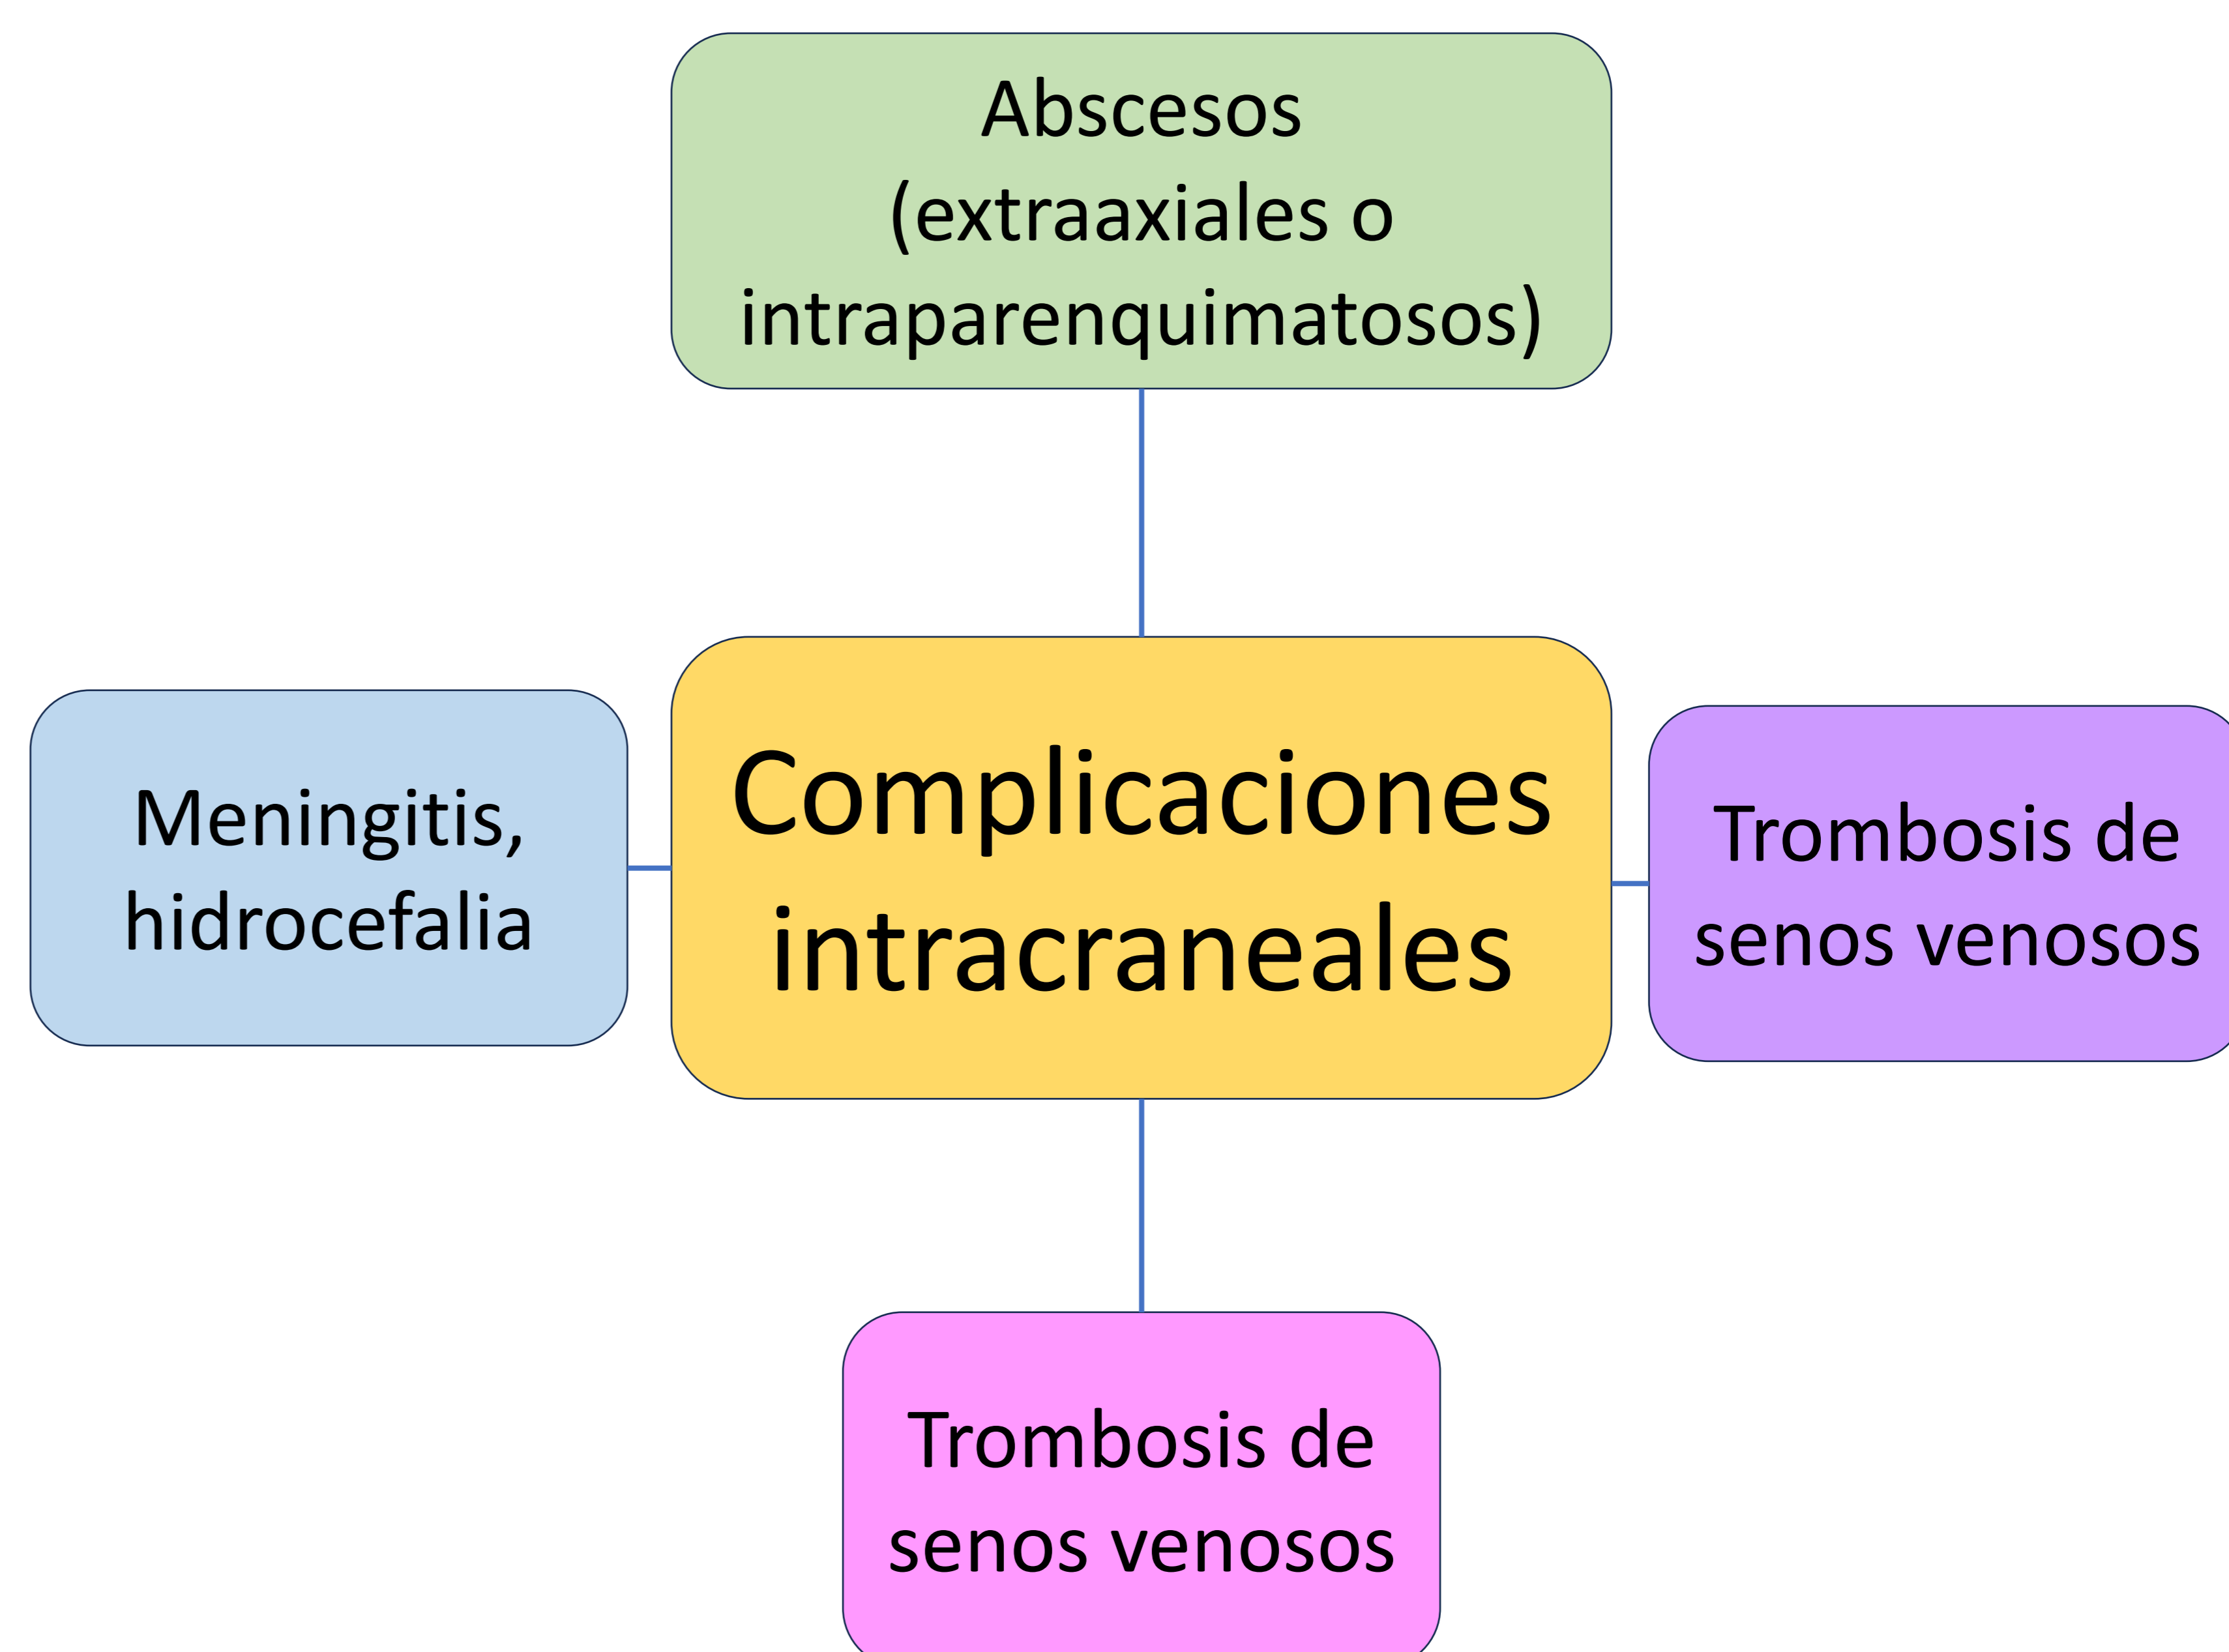 Abscesos
(extraaxiales o
intraparenquimatosos)
Meningitis,
hidrocefalia
Complicaciones
intracraneales
Trombosis de
senos venosos
Trombosis de
senos venosos